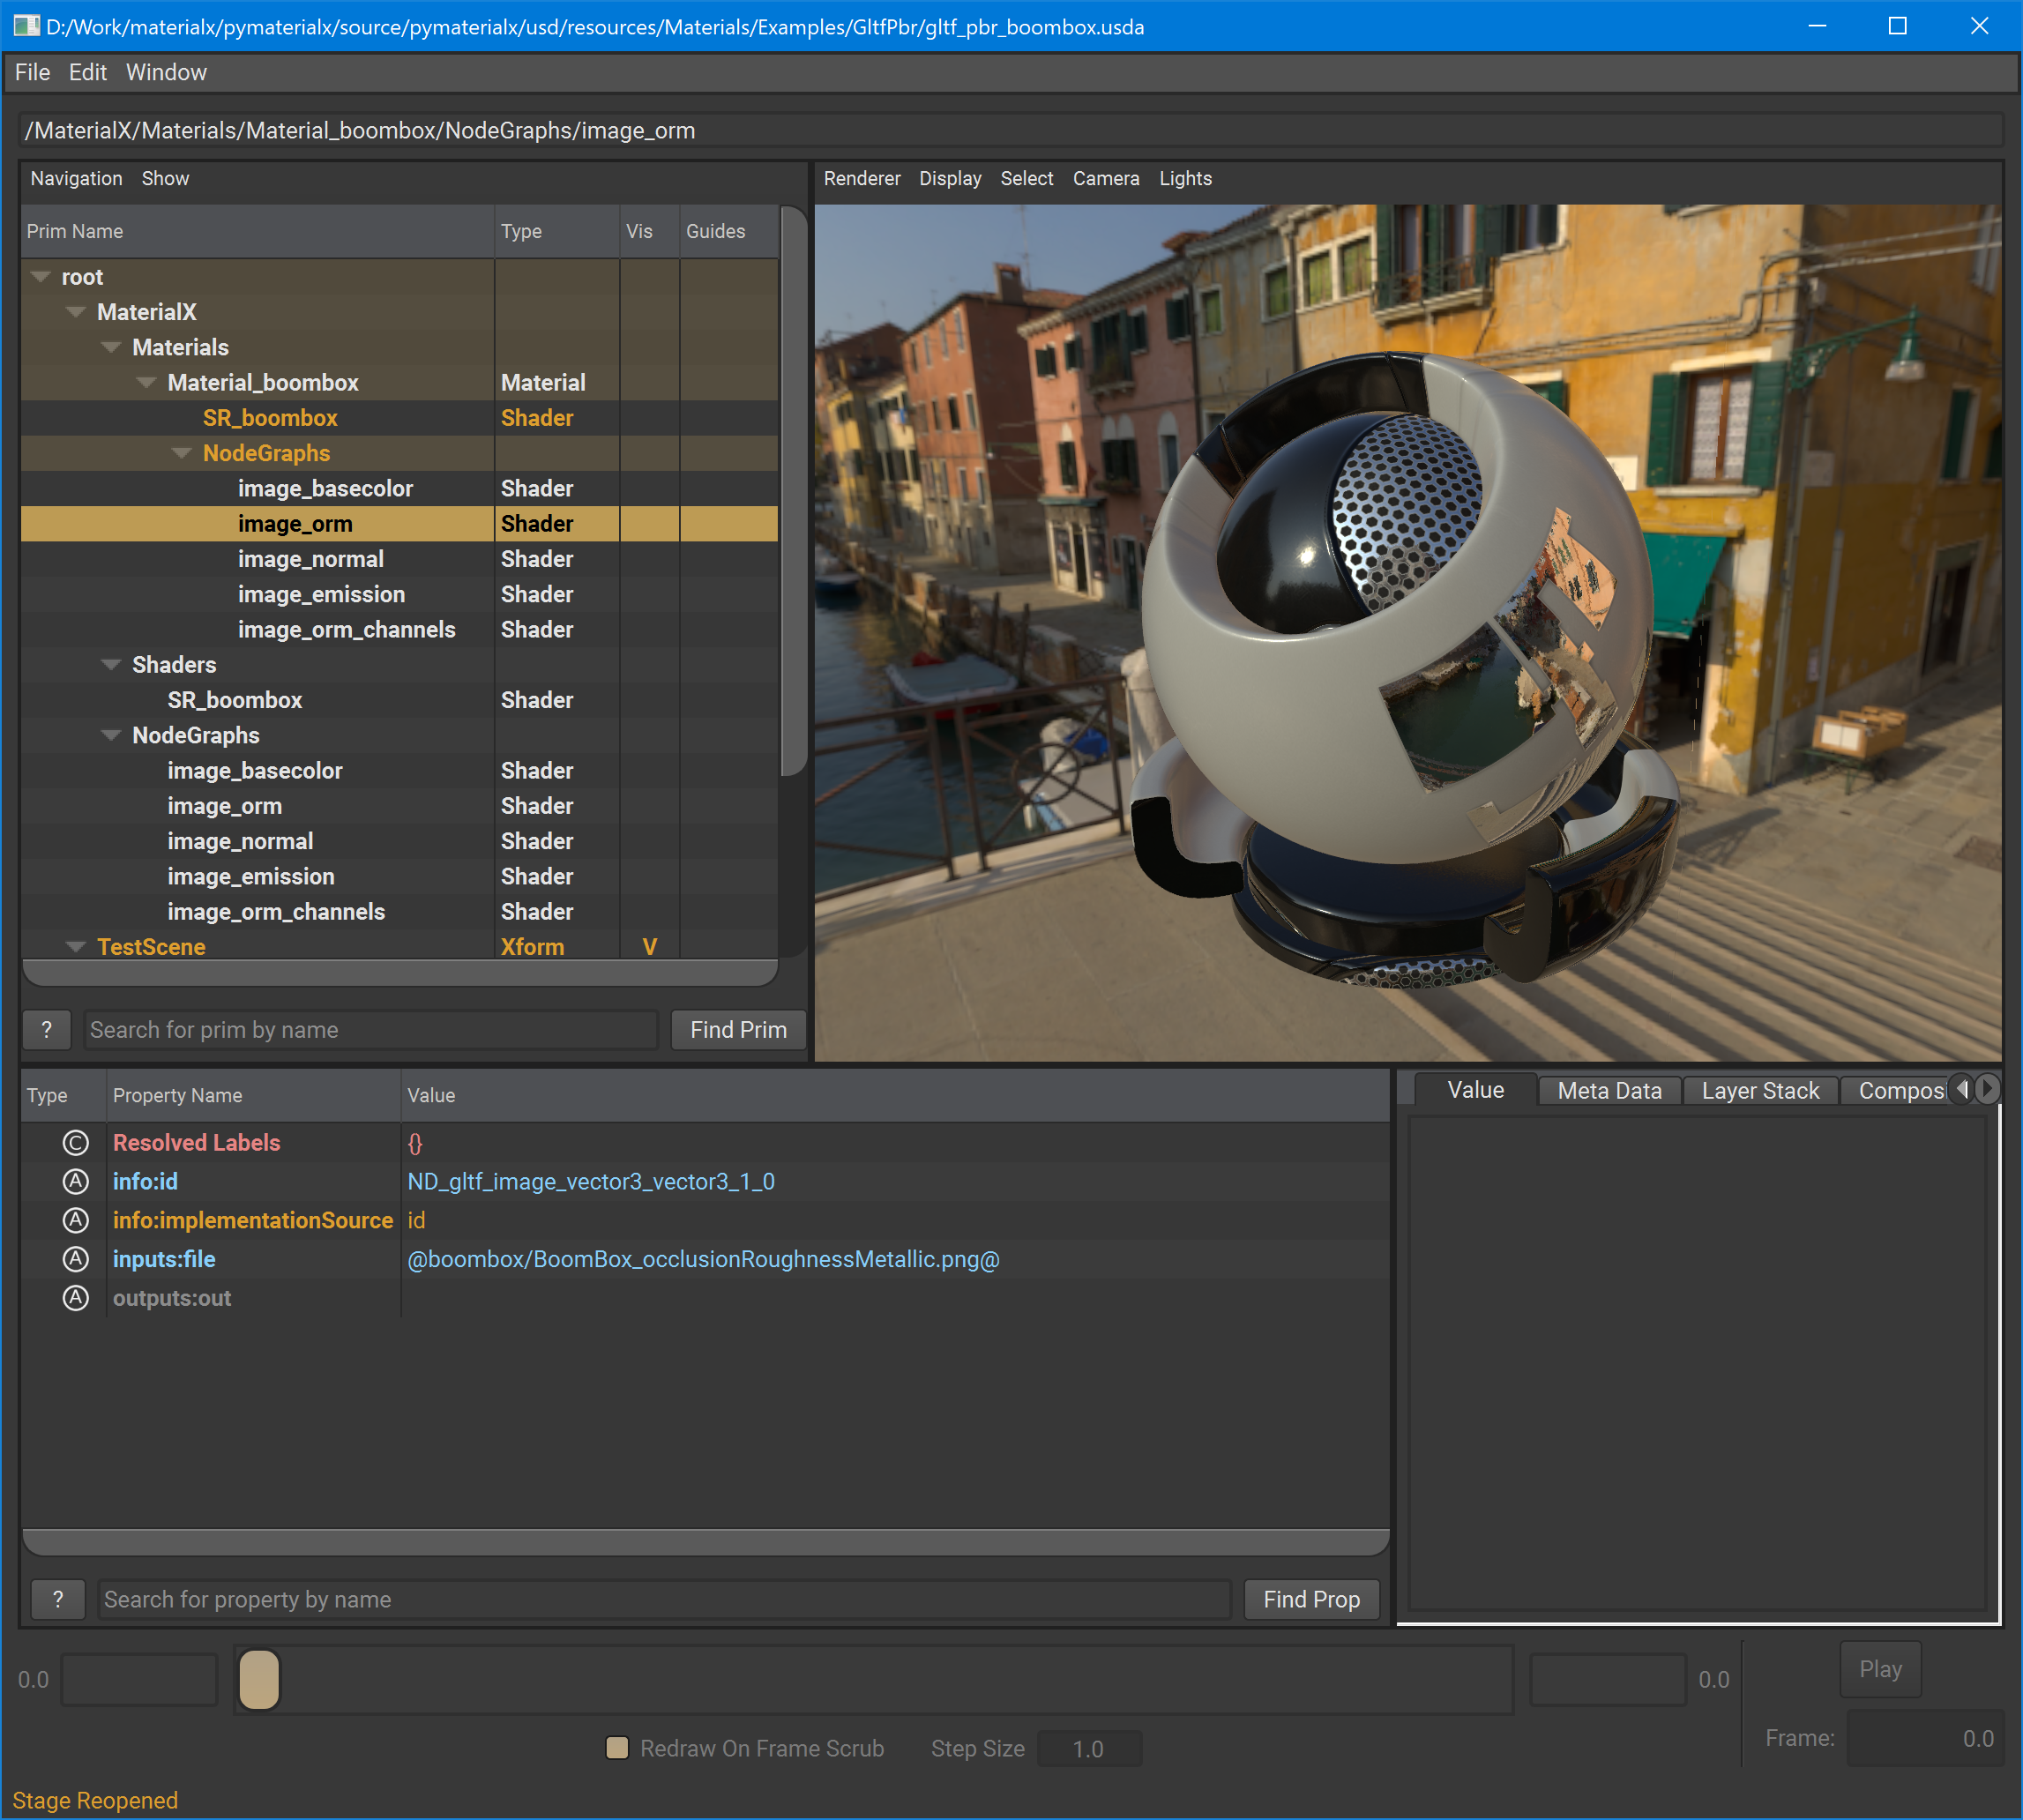 D:/Work/materialx/pymaterialx/source/pymaterialx/usd/resources/Materials/Examples/GltfPbr/gltf_pbr_boombox.usda
File Edit Window
/MaterialX/Materials/Material_boombox/NodeGraphs/image_orm
Navigation Show
Prim Name Type Vis Guides
root
MaterialX
Materials
Material_boombox Material
SR_boombox Shader
NodeGraphs
image_basecolor Shader
image_orm Shader
image_normal Shader
image_emission Shader
image_orm_channels Shader
Shaders
SR_boombox Shader
NodeGraphs
image_basecolor Shader
image_orm Shader
image_normal Shader
image_emission Shader
image_orm_channels Shader
TestScene Xform V
? Search for prim by name Find Prim
Renderer Display Select Camera Lights
Type Property Name Value
C Resolved Labels {}
A info:id ND_gltf_image_vector3_vector3_1_0
A info:implementationSource id
A inputs:file @boombox/BoomBox_occlusionRoughnessMetallic.png@
A outputs:out
? Search for property by name Find Prop
Value Meta Data Layer Stack Composi
0.0 0.0 Play
Redraw On Frame Scrub Step Size 1.0 Frame: 0.0
Stage Reopened